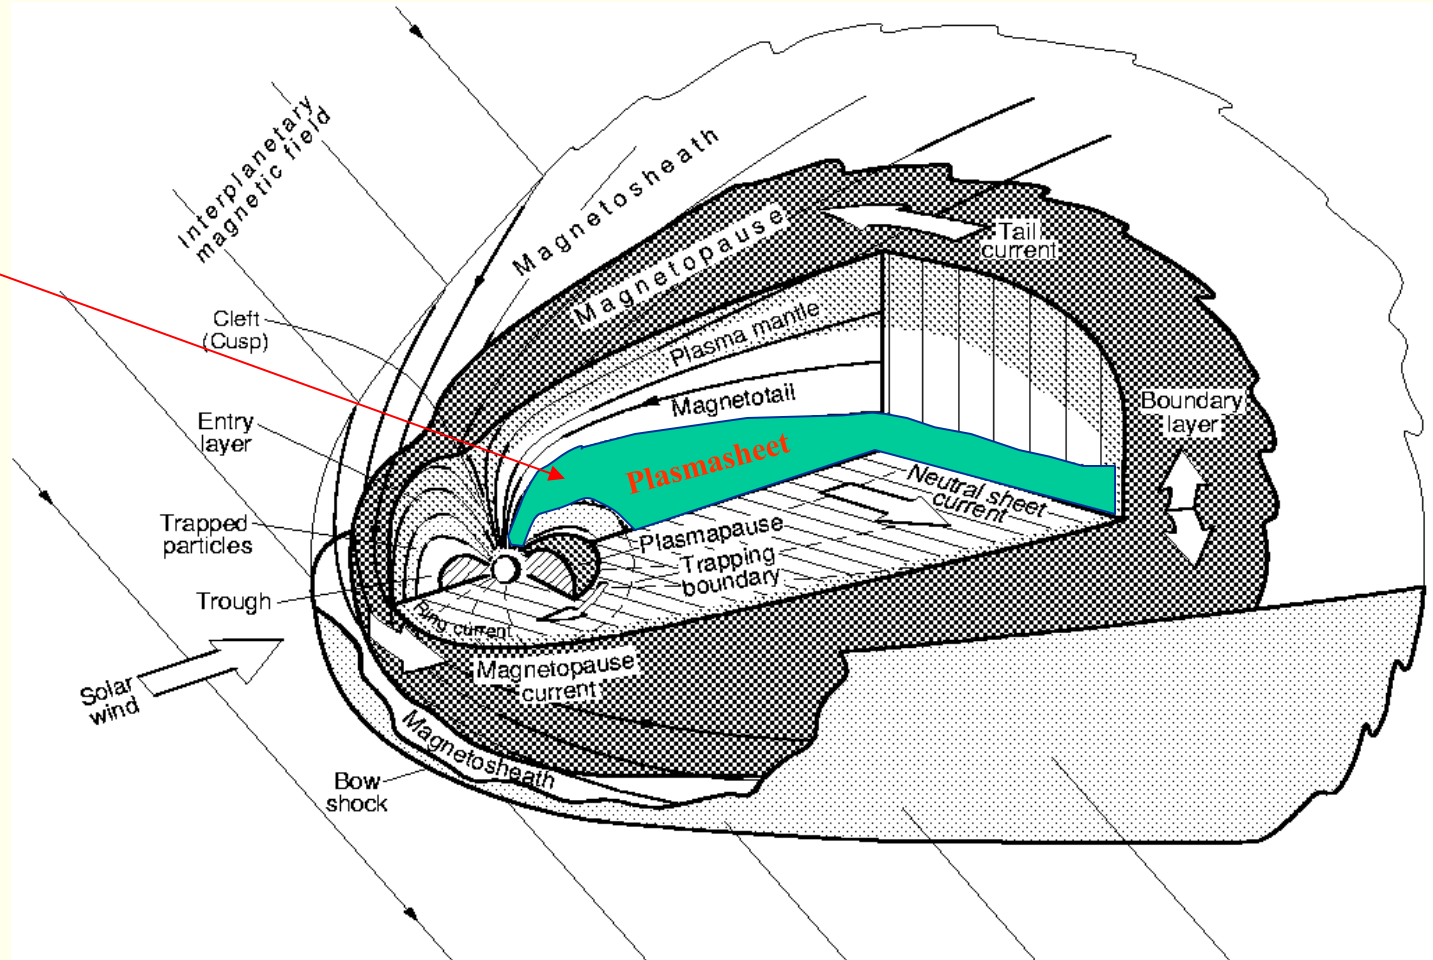 Interplanetary
magnetic field
Magnetosheath
Magnetopause
Tail
current
Cleft
(Cusp)
Plasma mantle
Magnetotail
Boundary
layer
Entry
layer
Plasmasheet
Neutral sheet
current
Trapped
particles
Plasmapause
Trapping
boundary
Trough
Ring current
Magnetopause
current
Solar
wind
Magnetosheath
Bow
shock